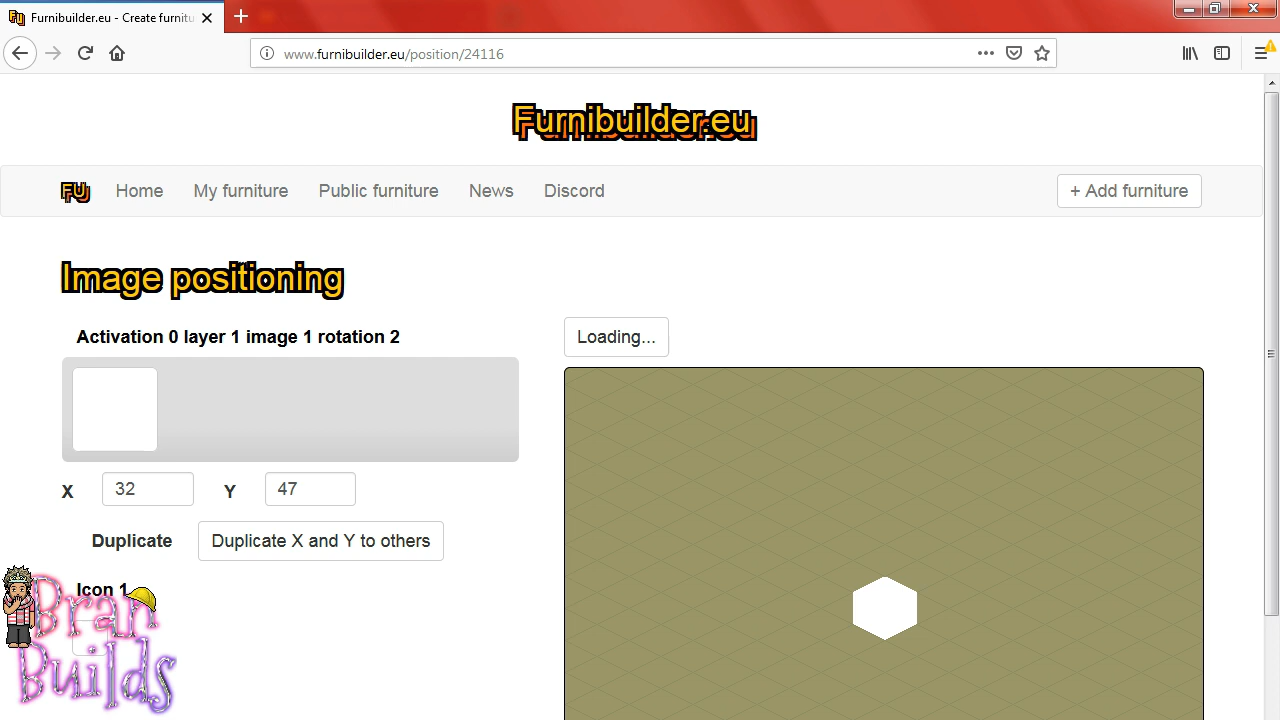 Furnibuilder.eu - Create furnitu
www.furnibuilder.eu/position/24116
Furnibuilder.eu
FU Home My furniture Public furniture News Discord + Add furniture
Image positioning
Activation 0 layer 1 image 1 rotation 2
Loading...
X 32 Y 47
Duplicate Duplicate X and Y to others
Icon 1
Bran
Builds